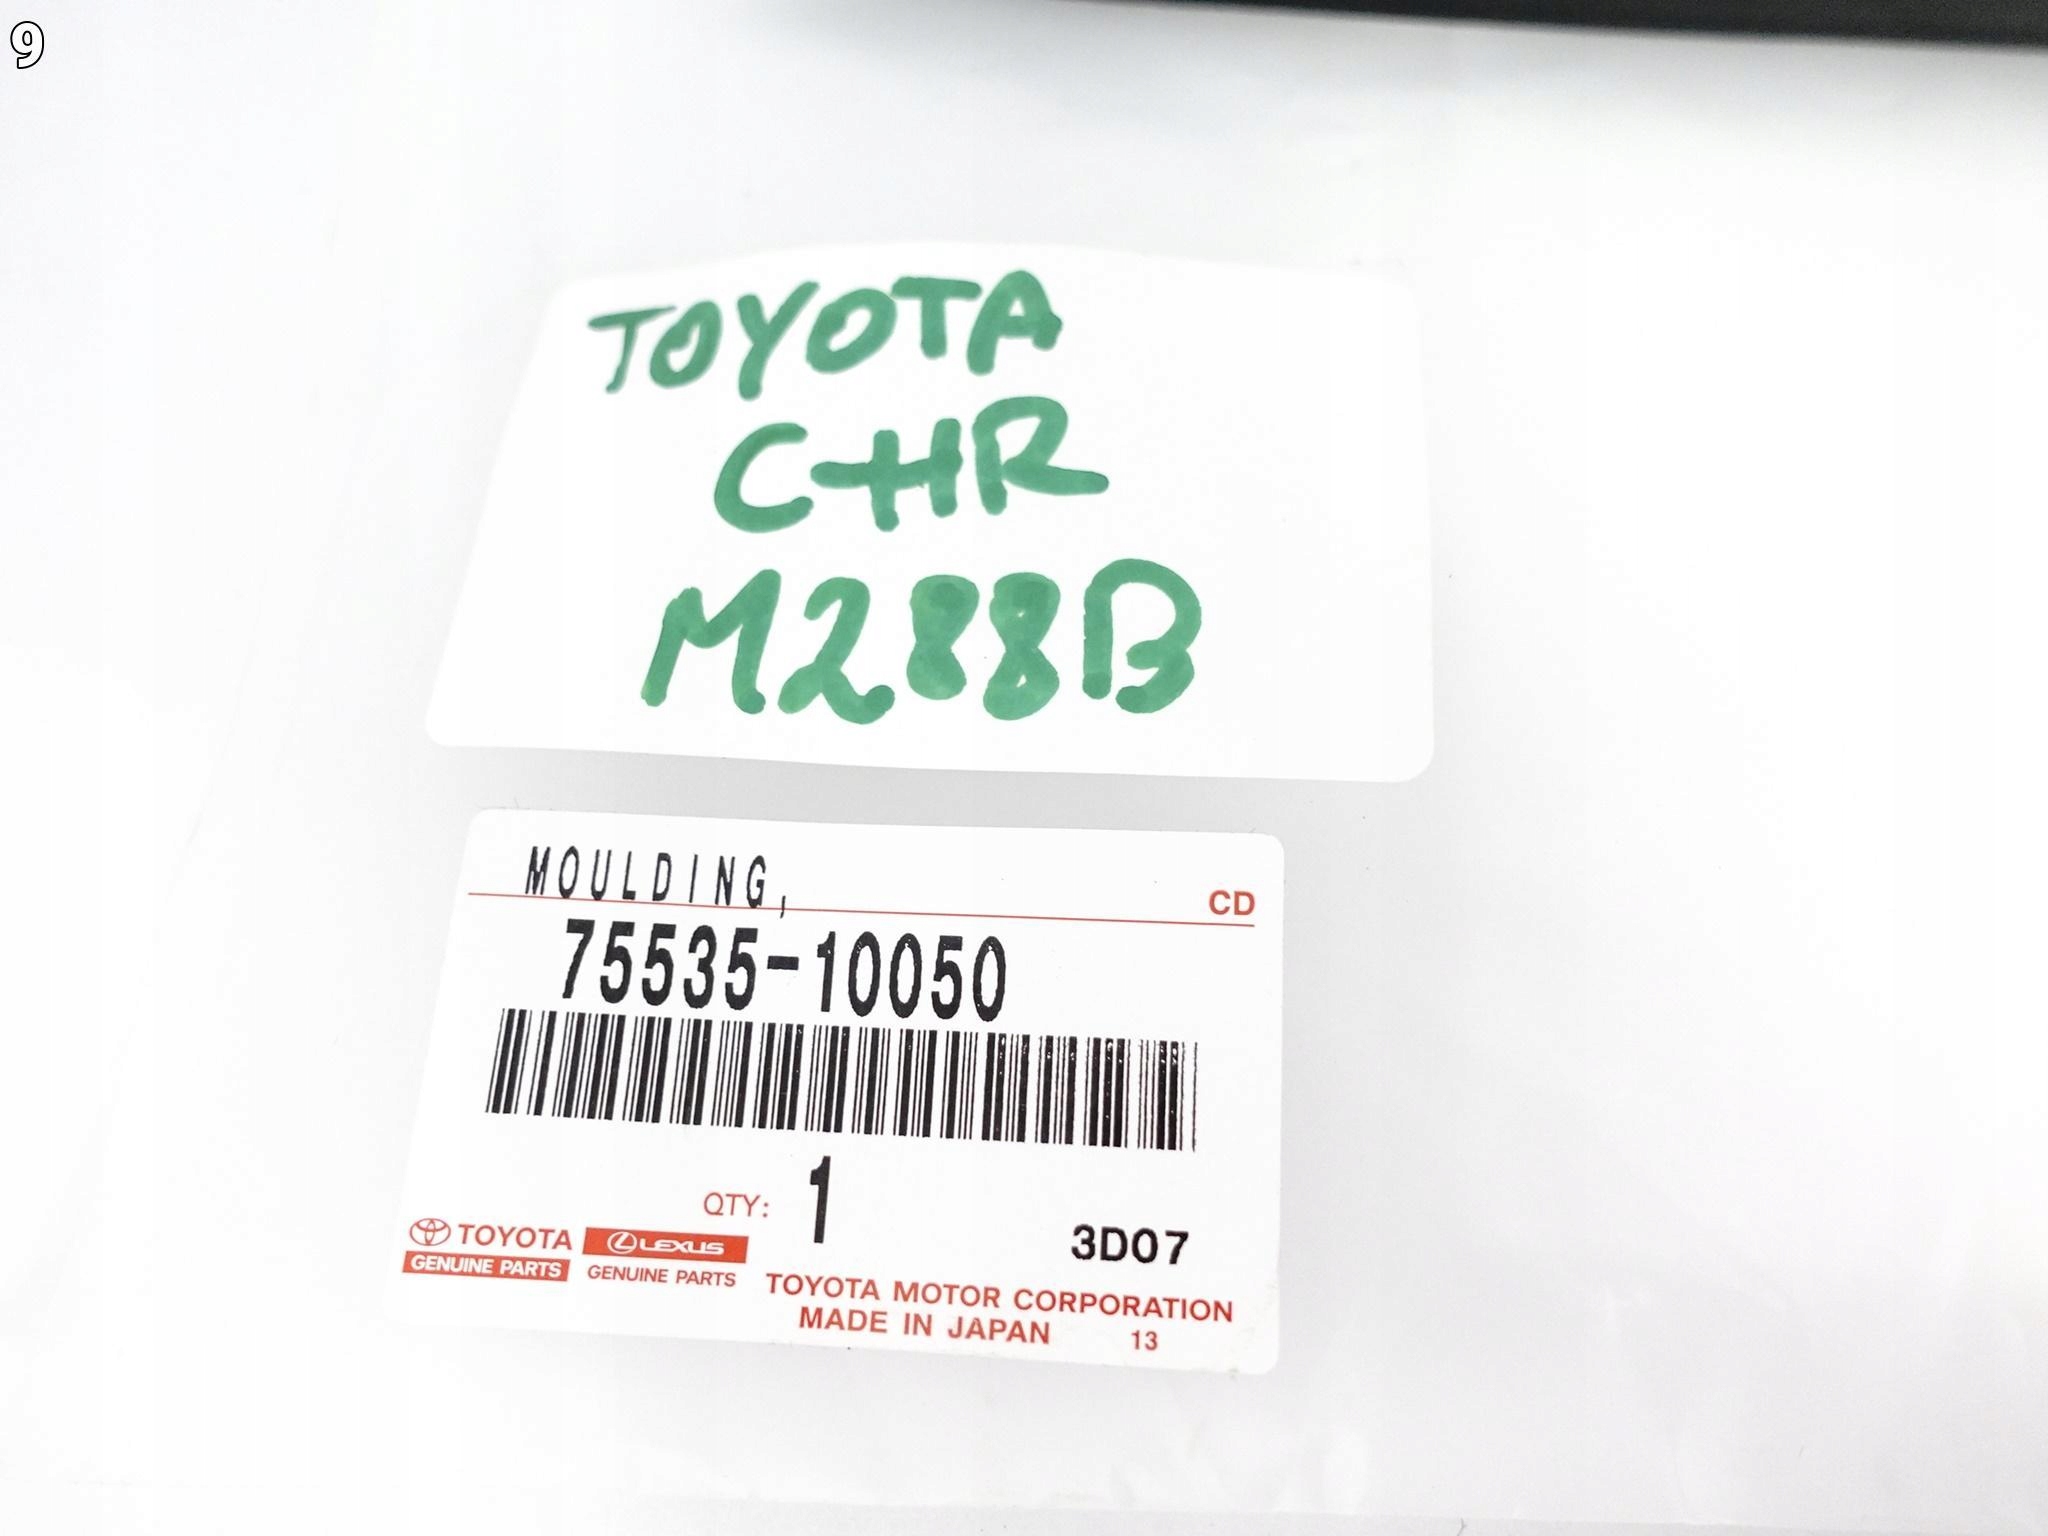 9
TOYOTA
CHR
M288B
MOULDING,
CD
75535-10050
QTY: 1
3D07
TOYOTA
GENUINE PARTS
LEXUS
GENUINE PARTS
TOYOTA MOTOR CORPORATION
MADE IN JAPAN 13